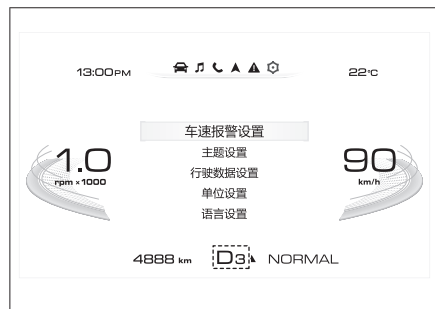 13:00PM
22°C
车速报警设置
主题设置
行驶数据设置
单位设置
语言设置
1.0
rpm×1000
90
km/h
4888 km D3 NORMAL